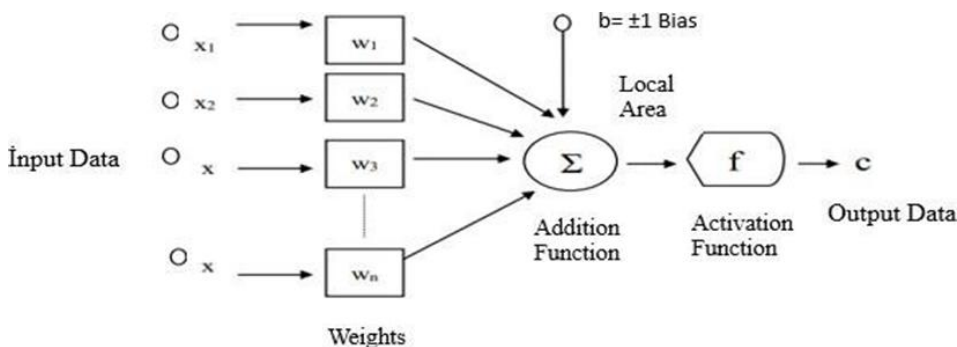 x₁
w₁
b= ±1 Bias
x₂
w₂
Local
Area
İnput Data
x
w₃
Σ
f
c
Output Data
Addition
Function
Activation
Function
x
wₙ
Weights